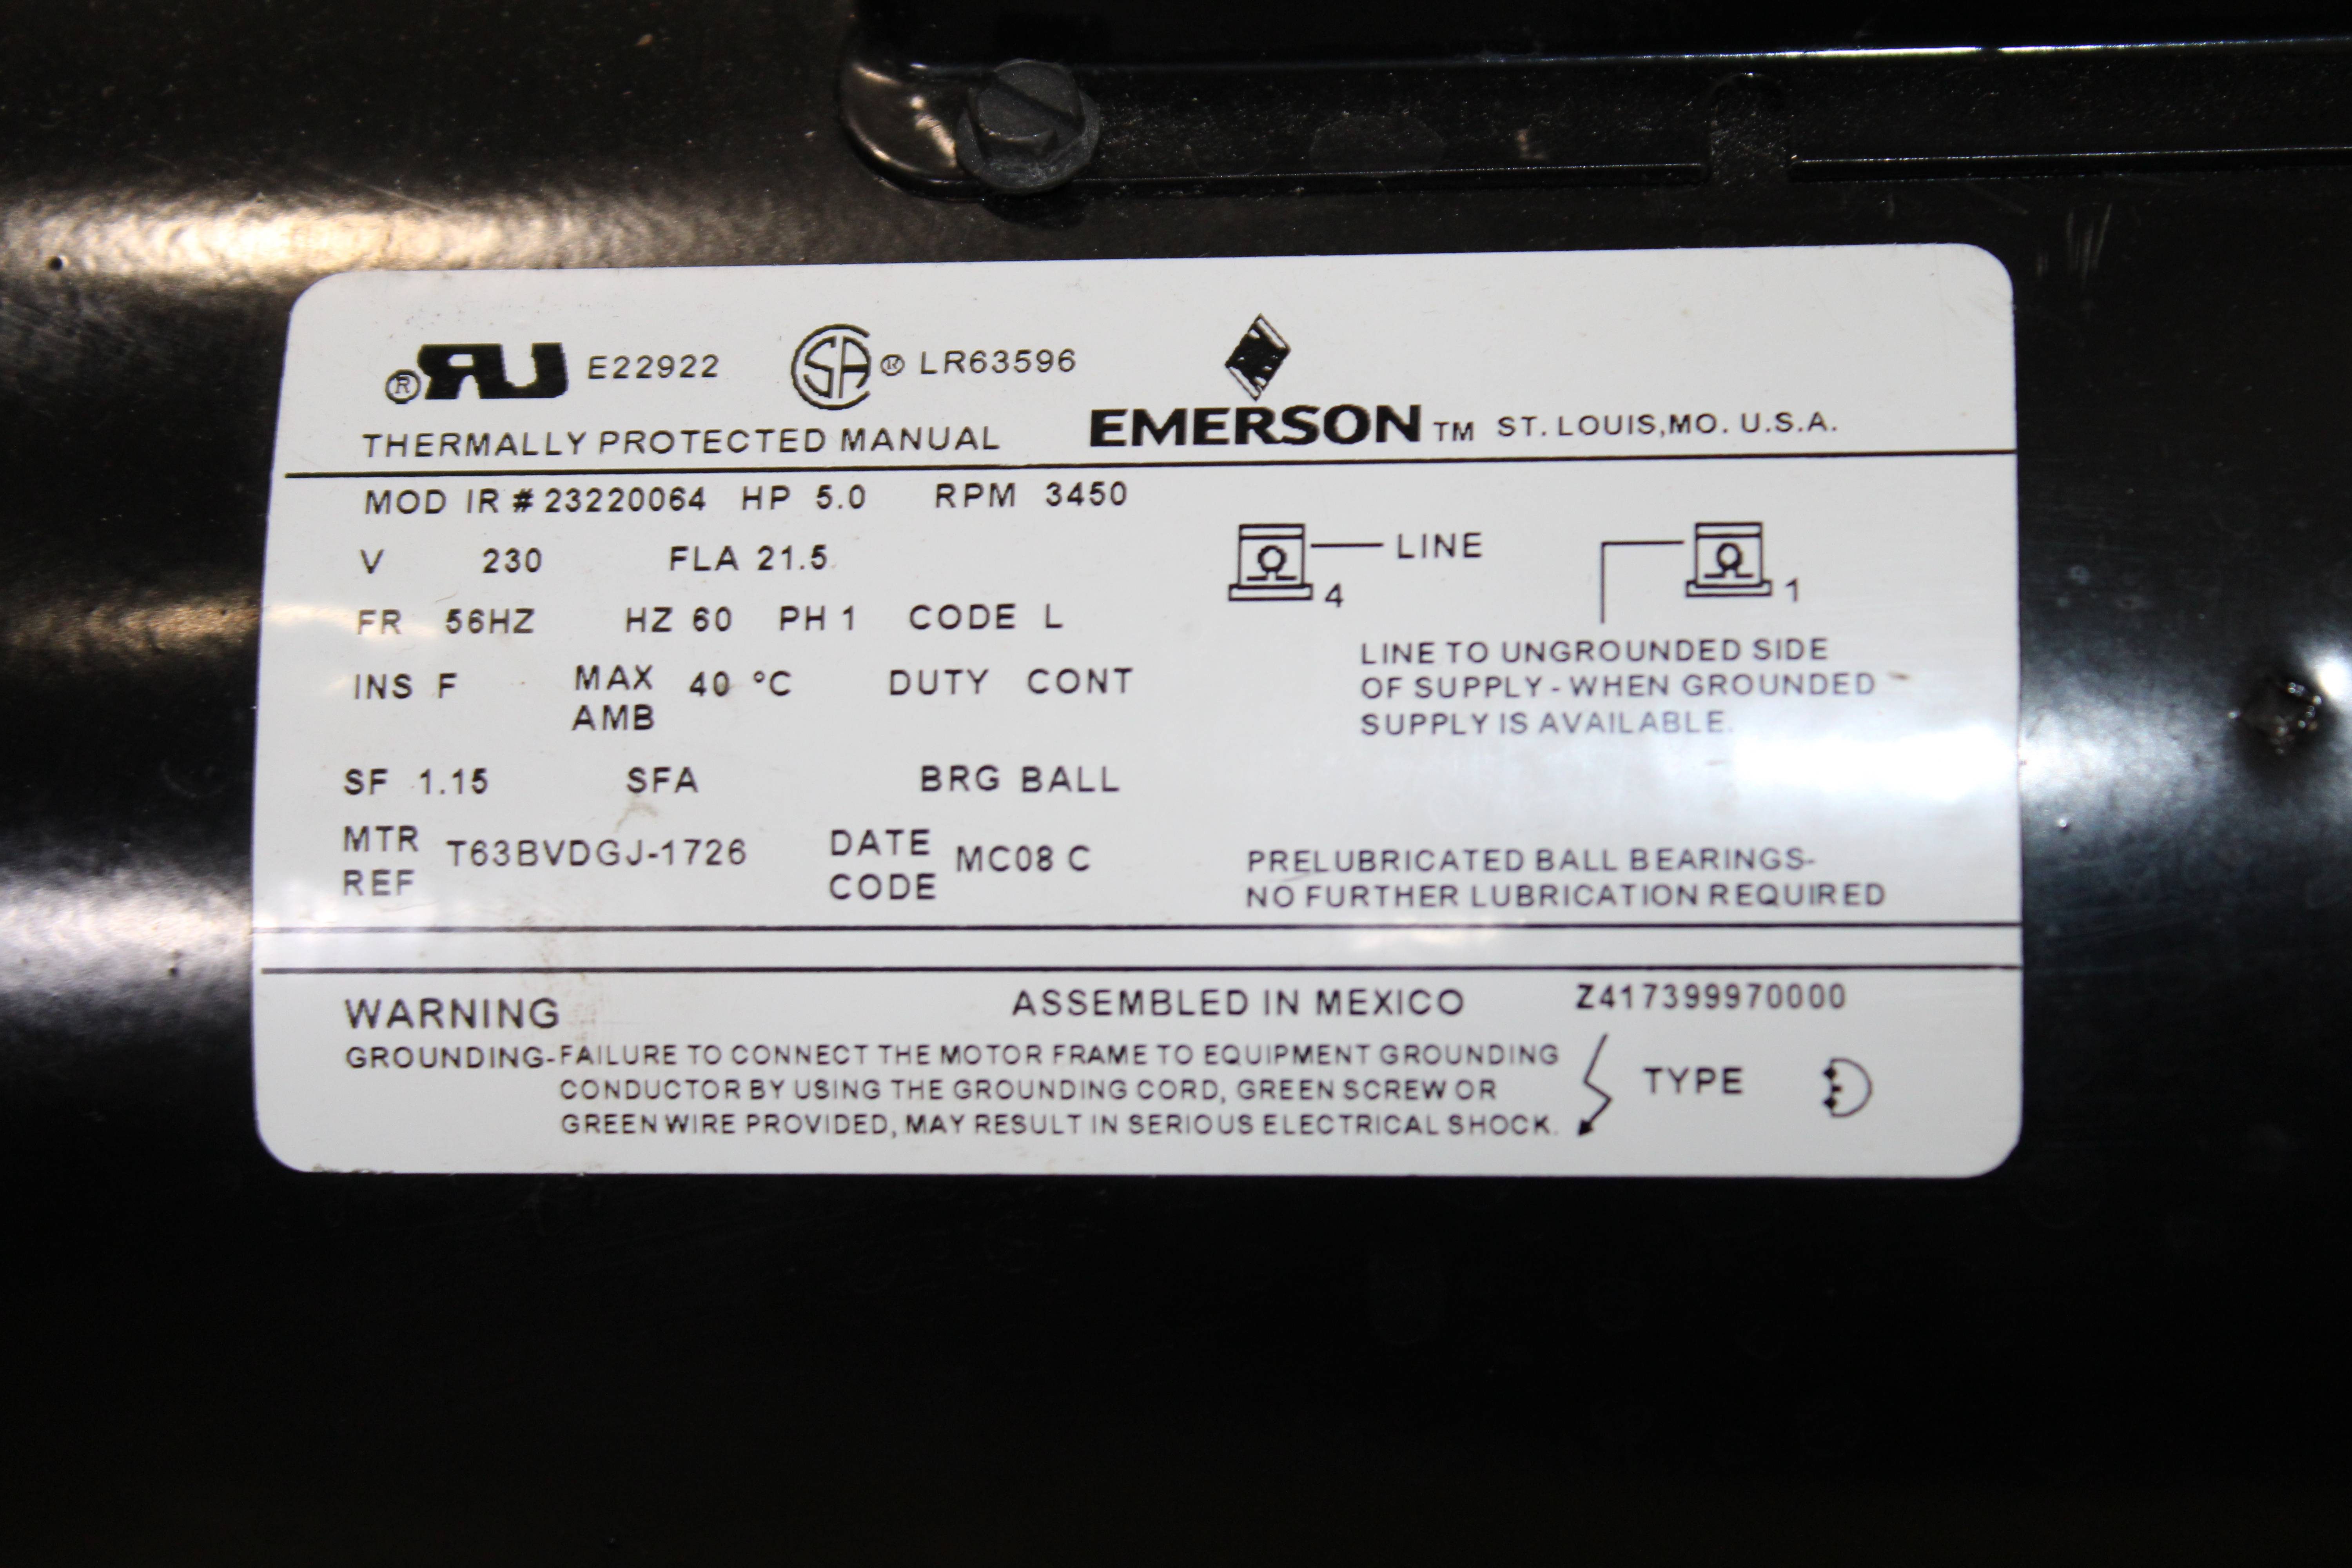 ® RU E22922 SA ® LR63596
THERMALLY PROTECTED MANUAL EMERSON TM ST. LOUIS,MO. U.S.A.
MOD IR # 23220064 HP 5.0 RPM 3450
V 230 FLA 21.5
FR 56HZ HZ 60 PH 1 CODE L
INS F MAX AMB 40 °C DUTY CONT
SF 1.15 SFA BRG BALL
MTR REF T63BVDGJ-1726 DATE CODE MC08 C
4 LINE 1
LINE TO UNGROUNDED SIDE
OF SUPPLY - WHEN GROUNDED
SUPPLY IS AVAILABLE.
PRELUBRICATED BALL BEARINGS-
NO FURTHER LUBRICATION REQUIRED
WARNING ASSEMBLED IN MEXICO Z417399970000
GROUNDING-FAILURE TO CONNECT THE MOTOR FRAME TO EQUIPMENT GROUNDING
CONDUCTOR BY USING THE GROUNDING CORD, GREEN SCREW OR
GREEN WIRE PROVIDED, MAY RESULT IN SERIOUS ELECTRICAL SHOCK.
TYPE